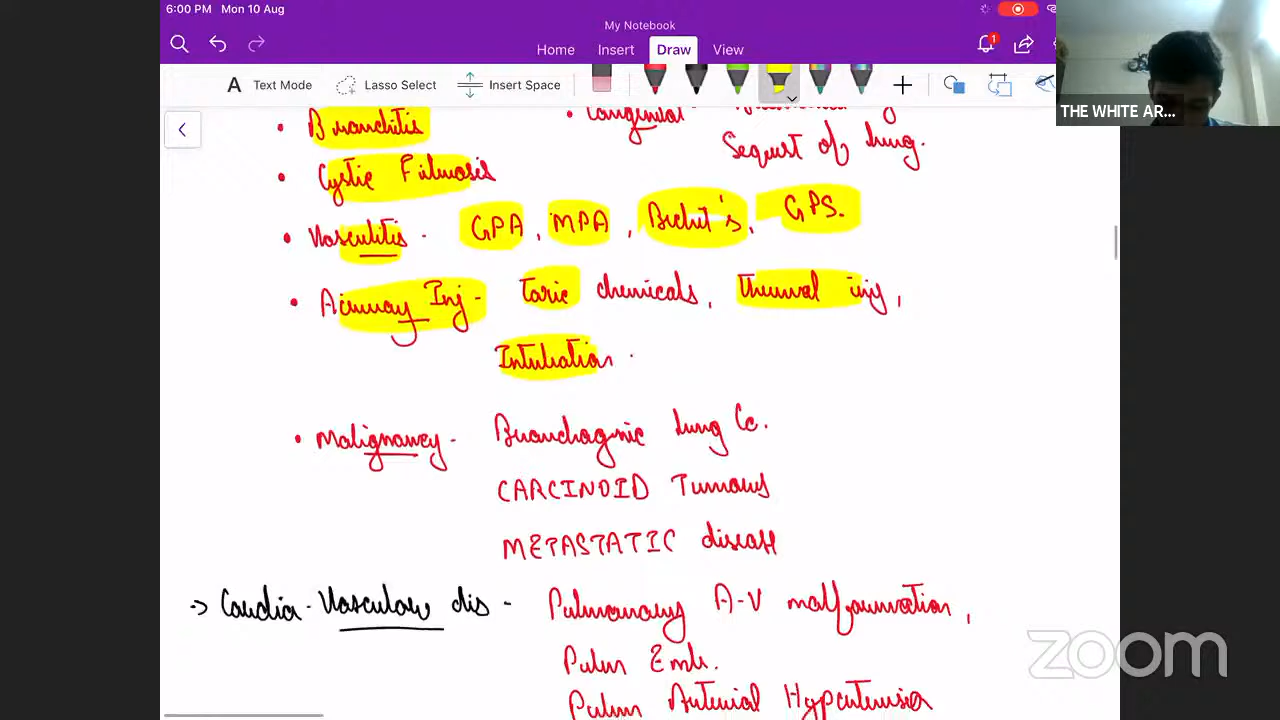 6:00 PM Mon 10 Aug
My Notebook
Home Insert Draw View
1
A Text Mode Lasso Select Insert Space
THE WHITE AR...
• Bronchitis
• Congenital -
Sequest of lung.
• Cystic Fibrosis
• Vasculitis - GPA, MPA, Bechet's, GPS.
• Airway Inj - Toxic chemicals, thermal inj,
Intubation.
• Malignancy - Bronchogenic lung Cc.
CARCINOID Tumours
METASTATIC disease
→ Cardio-Vascular dis - Pulmonary A-V malformation,
Pulm Emb.
Pulm Arterial Hypertension
zoom